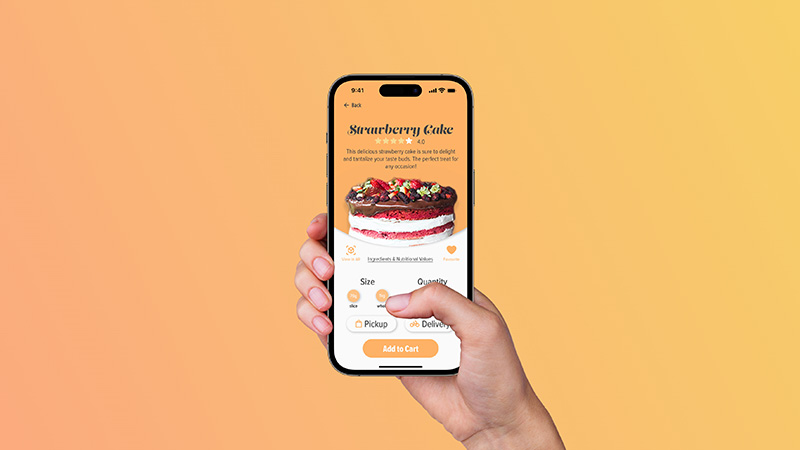 9:41
Back
Strawberry Cake
4.0
This delicious strawberry cake is sure to delight
and tantalize your taste buds. The perfect treat for
any occasion!
View in AR
Ingredients & Nutritional Values
Favourite
Size
Quantity
slice
whole
Pickup
Delivery
Add to Cart